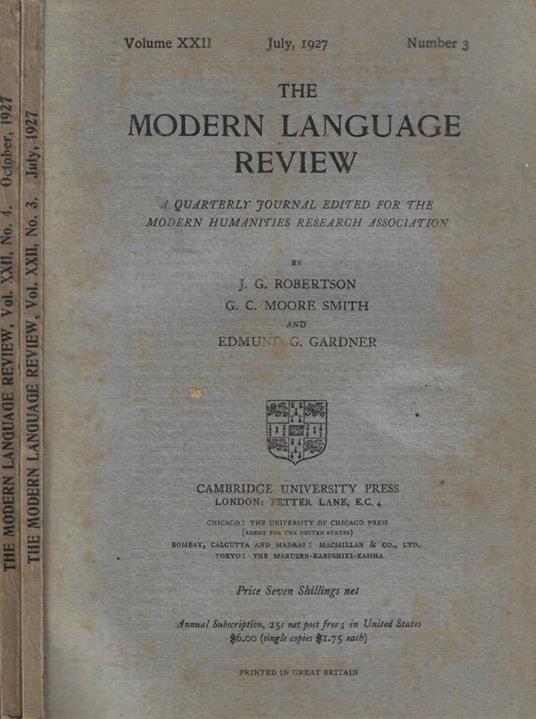 THE MODERN LANGUAGE REVIEW, Vol. XXII, No. 4. October, 1927
THE MODERN LANGUAGE REVIEW, Vol. XXII, No. 3. July, 1927
Volume XXII July, 1927 Number 3
THE
MODERN LANGUAGE
REVIEW
A QUARTERLY JOURNAL EDITED FOR THE
MODERN HUMANITIES RESEARCH ASSOCIATION
BY
J. G. ROBERTSON
G. C. MOORE SMITH
AND
EDMUND G. GARDNER
CAMBRIDGE UNIVERSITY PRESS
LONDON: FETTER LANE, E.C. 4
CHICAGO: THE UNIVERSITY OF CHICAGO PRESS
(AGENT FOR THE UNITED STATES)
BOMBAY, CALCUTTA AND MADRAS: MACMILLAN & CO., LTD.
TOKYO: THE MARUZEN-KABUSHIKI-KAISHA
Price Seven Shillings net
Annual Subscription, 25s net post free; in United States
$6.00 (single copies $1.75 each)
PRINTED IN GREAT BRITAIN